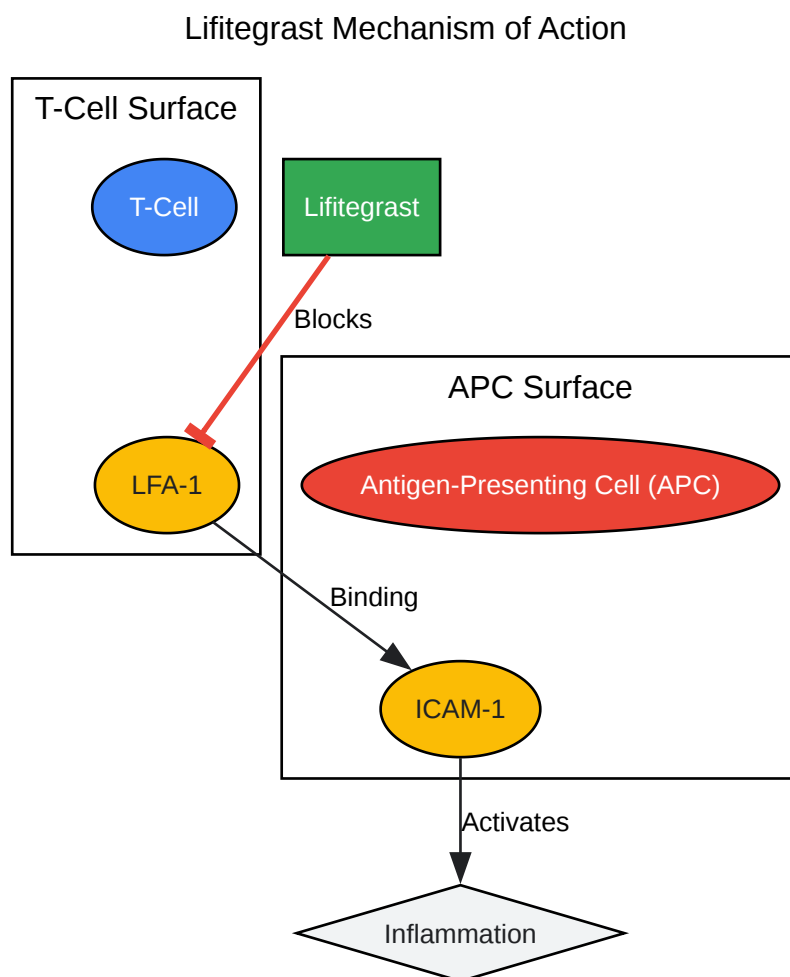 Lifitegrast Mechanism of Action
T-Cell Surface
T-Cell
Lifitegrast
Blocks
APC Surface
LFA-1
Antigen-Presenting Cell (APC)
Binding
ICAM-1
Activates
Inflammation